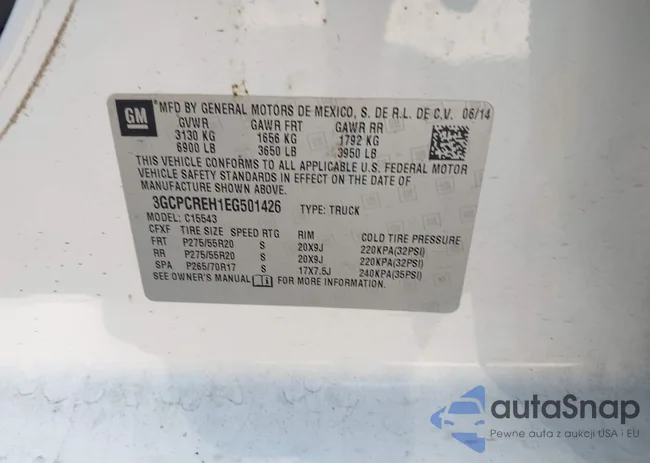 GM
MFD BY GENERAL MOTORS DE MEXICO, S. DE R.L. DE C.V. 06/14
GVWR GAWR FRT GAWR RR
3130 KG 1656 KG 1792 KG
6900 LB 3650 LB 3950 LB
THIS VEHICLE CONFORMS TO ALL APPLICABLE U.S. FEDERAL MOTOR
VEHICLE SAFETY STANDARDS IN EFFECT ON THE DATE OF
MANUFACTURE SHOWN ABOVE.
3GCPCREH1EG501426 TYPE: TRUCK
MODEL: C15543
CFXF TIRE SIZE SPEED RTG RIM COLD TIRE PRESSURE
FRT P275/55R20 S 20X9J 220KPA(32PSI)
RR P275/55R20 S 20X9J 220KPA(32PSI)
SPA P265/70R17 S 17X7.5J 240KPA(35PSI)
SEE OWNER'S MANUAL FOR MORE INFORMATION.
autaSnap
Pewne auta z aukcji USA i EU